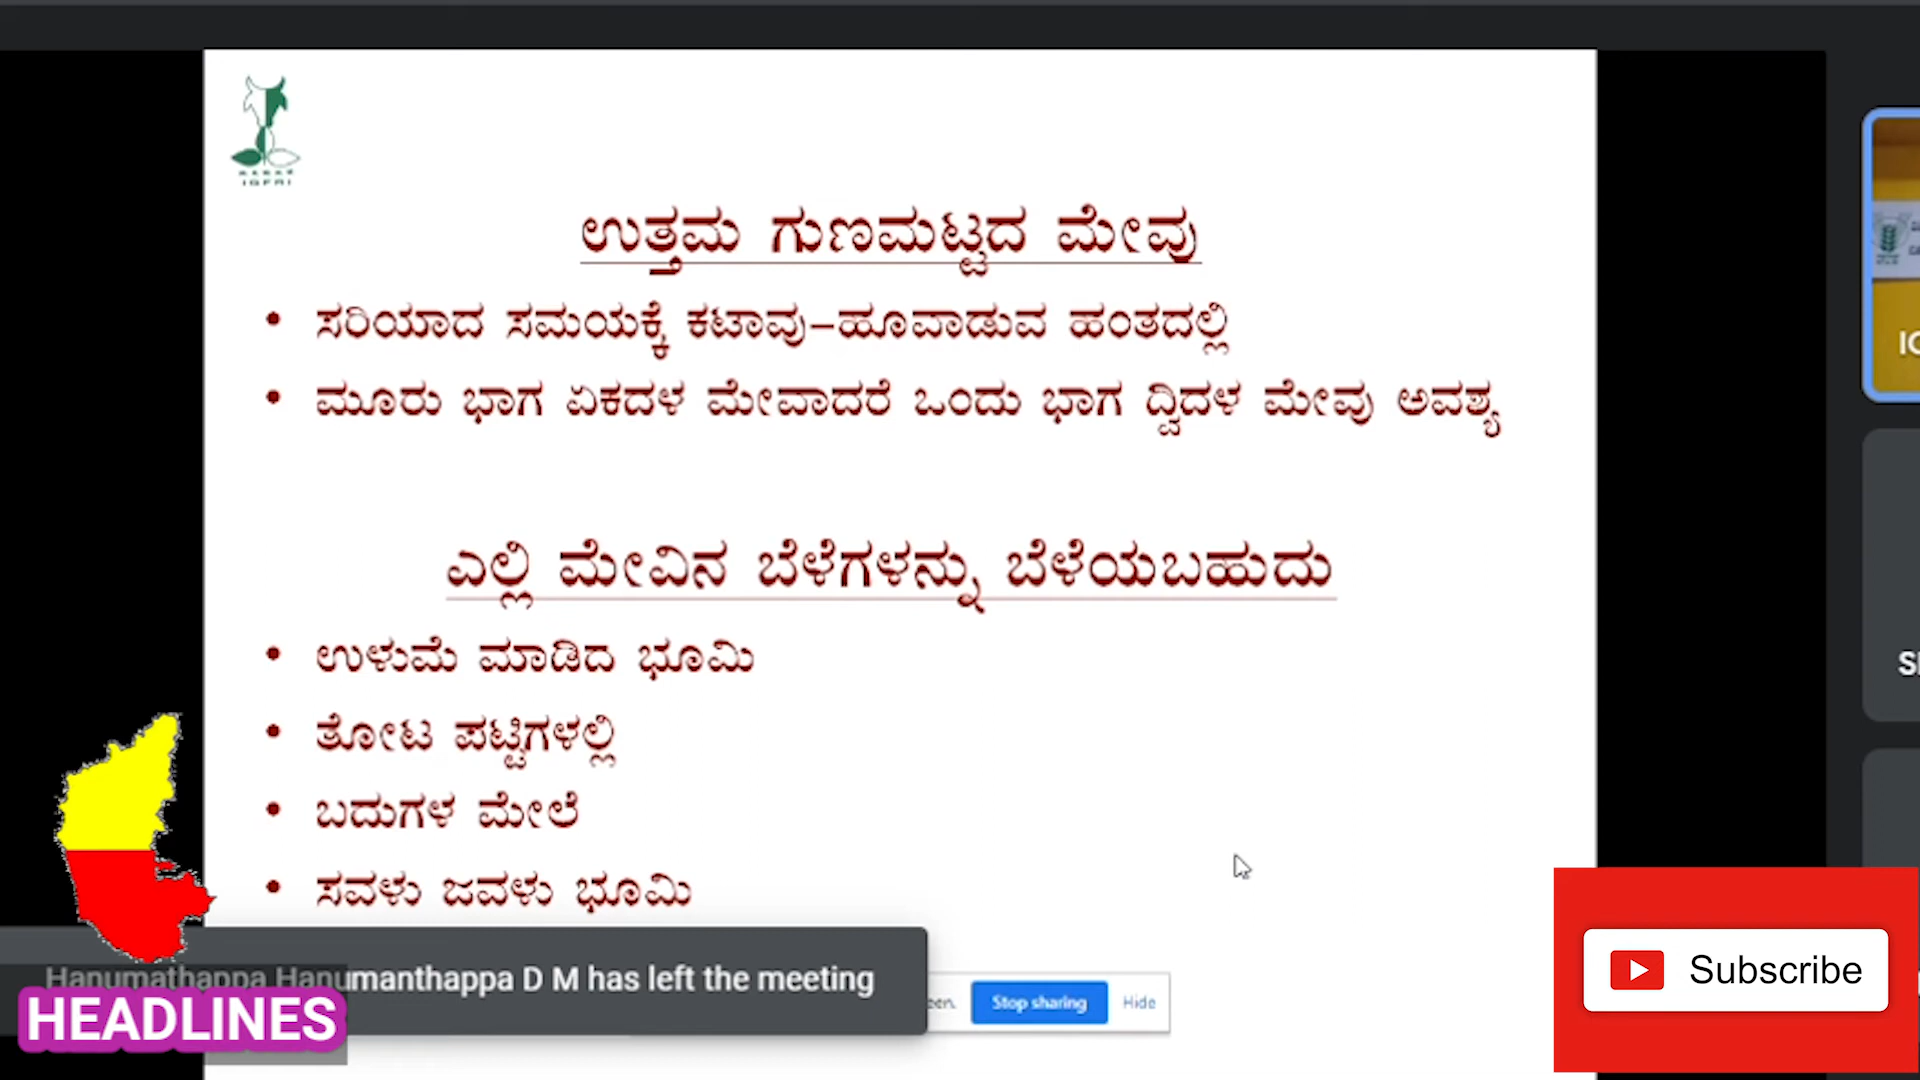 IGFRI
ಉತ್ತಮ ಗುಣಮಟ್ಟದ ಮೇವು
• ಸರಿಯಾದ ಸಮಯಕ್ಕೆ ಕಟಾವು-ಹೂವಾಡುವ ಹಂತದಲ್ಲಿ
• ಮೂರು ಭಾಗ ಏಕದಳ ಮೇವಾದರೆ ಒಂದು ಭಾಗ ದ್ವಿದಳ ಮೇವು ಅವಶ್ಯ
ಎಲ್ಲಿ ಮೇವಿನ ಬೆಳೆಗಳನ್ನು ಬೆಳೆಯಬಹುದು
• ಉಳುಮೆ ಮಾಡಿದ ಭೂಮಿ
• ತೋಟ ಪಟ್ಟಿಗಳಲ್ಲಿ
• ಬದುಗಳ ಮೇಲೆ
• ಸವಳು ಜವಳು ಭೂಮಿ
Hanumathappa Hanumanthappa D M has left the meeting
Stop sharing Hide
HEADLINES
Subscribe